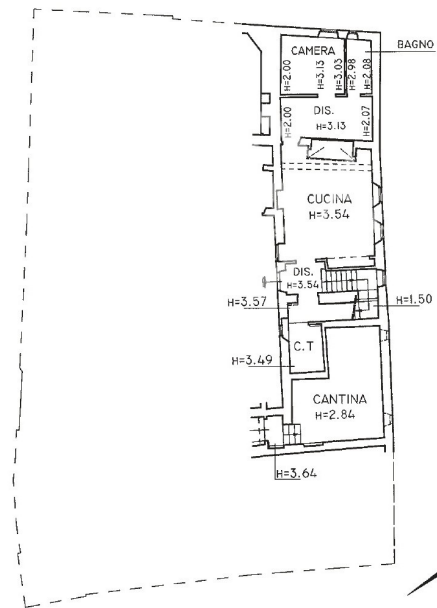 BAGNO
CAMERA
H=2.00
H=3.13
H=3.03
H=2.98
H=2.08
DIS.
H=3.13
H=2.00
H=2.07
CUCINA
H=3.54
DIS.
H=3.54
H=3.57
H=1.50
C.T
H=3.49
CANTINA
H=2.84
H=3.64